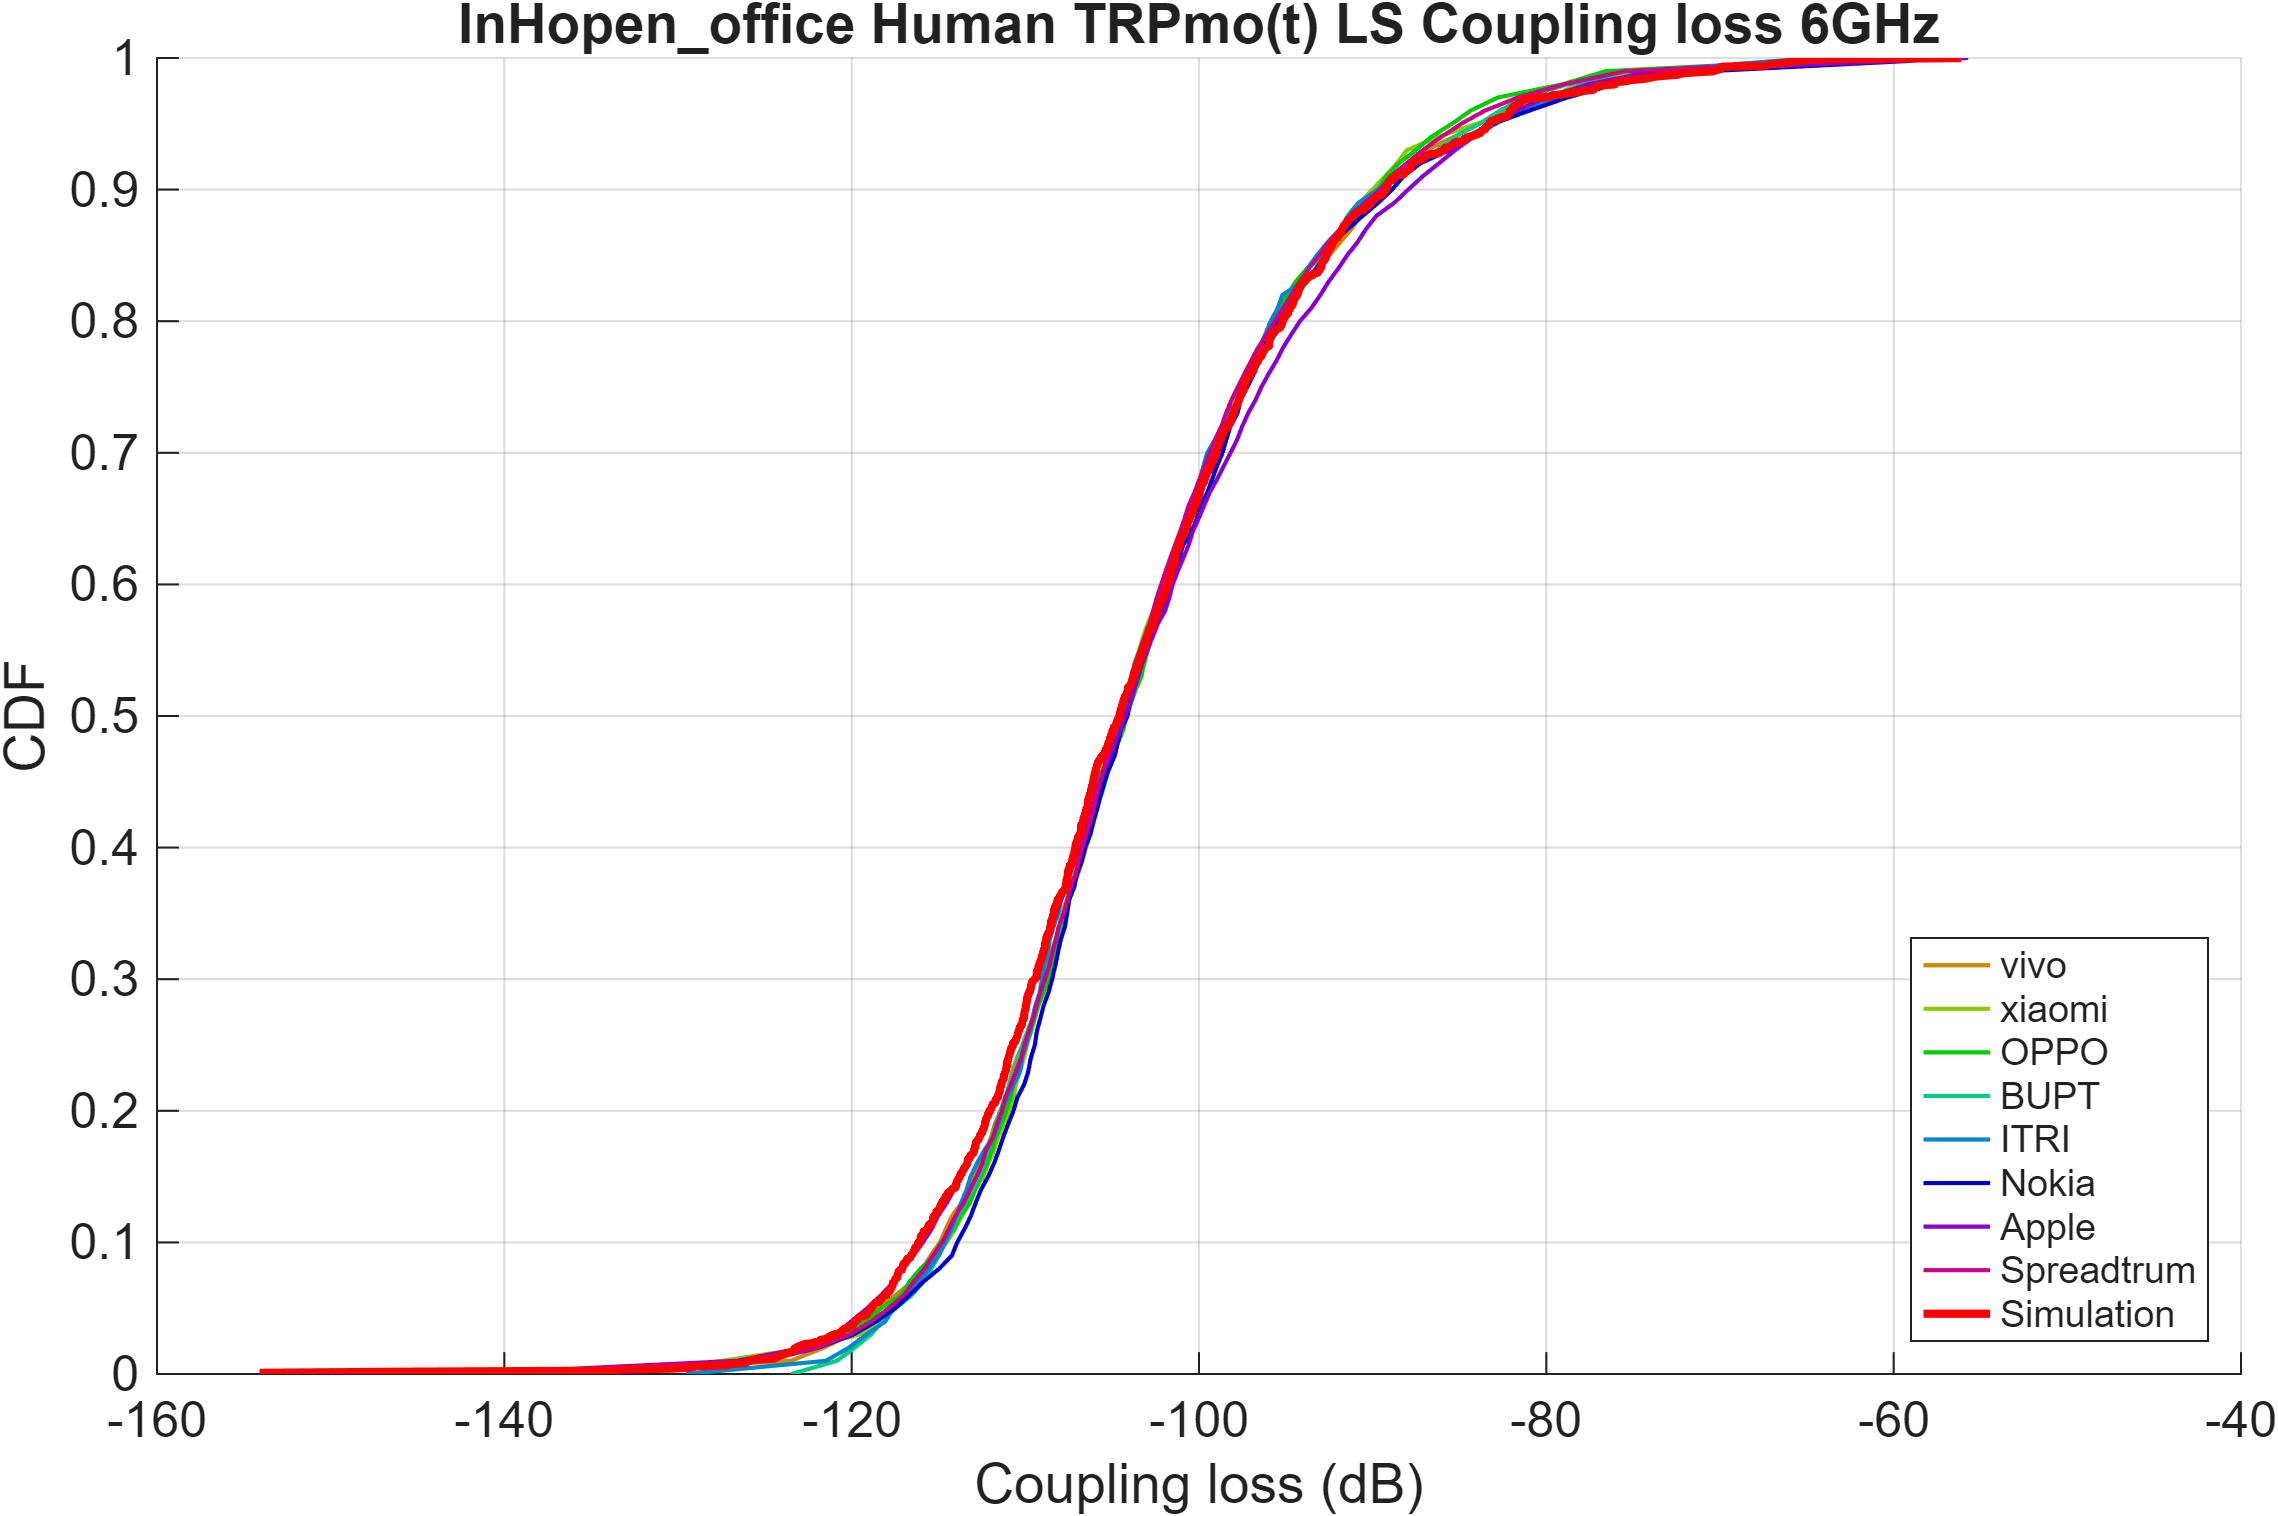 InHopen_office Human TRPmo(t) LS Coupling loss 6GHz
1
0.9
0.8
0.7
0.6
0.5
0.4
0.3
0.2
0.1
0
CDF
-160
-140
-120
-100
-80
-60
-40
Coupling loss (dB)
vivo
xiaomi
OPPO
BUPT
ITRI
Nokia
Apple
Spreadtrum
Simulation